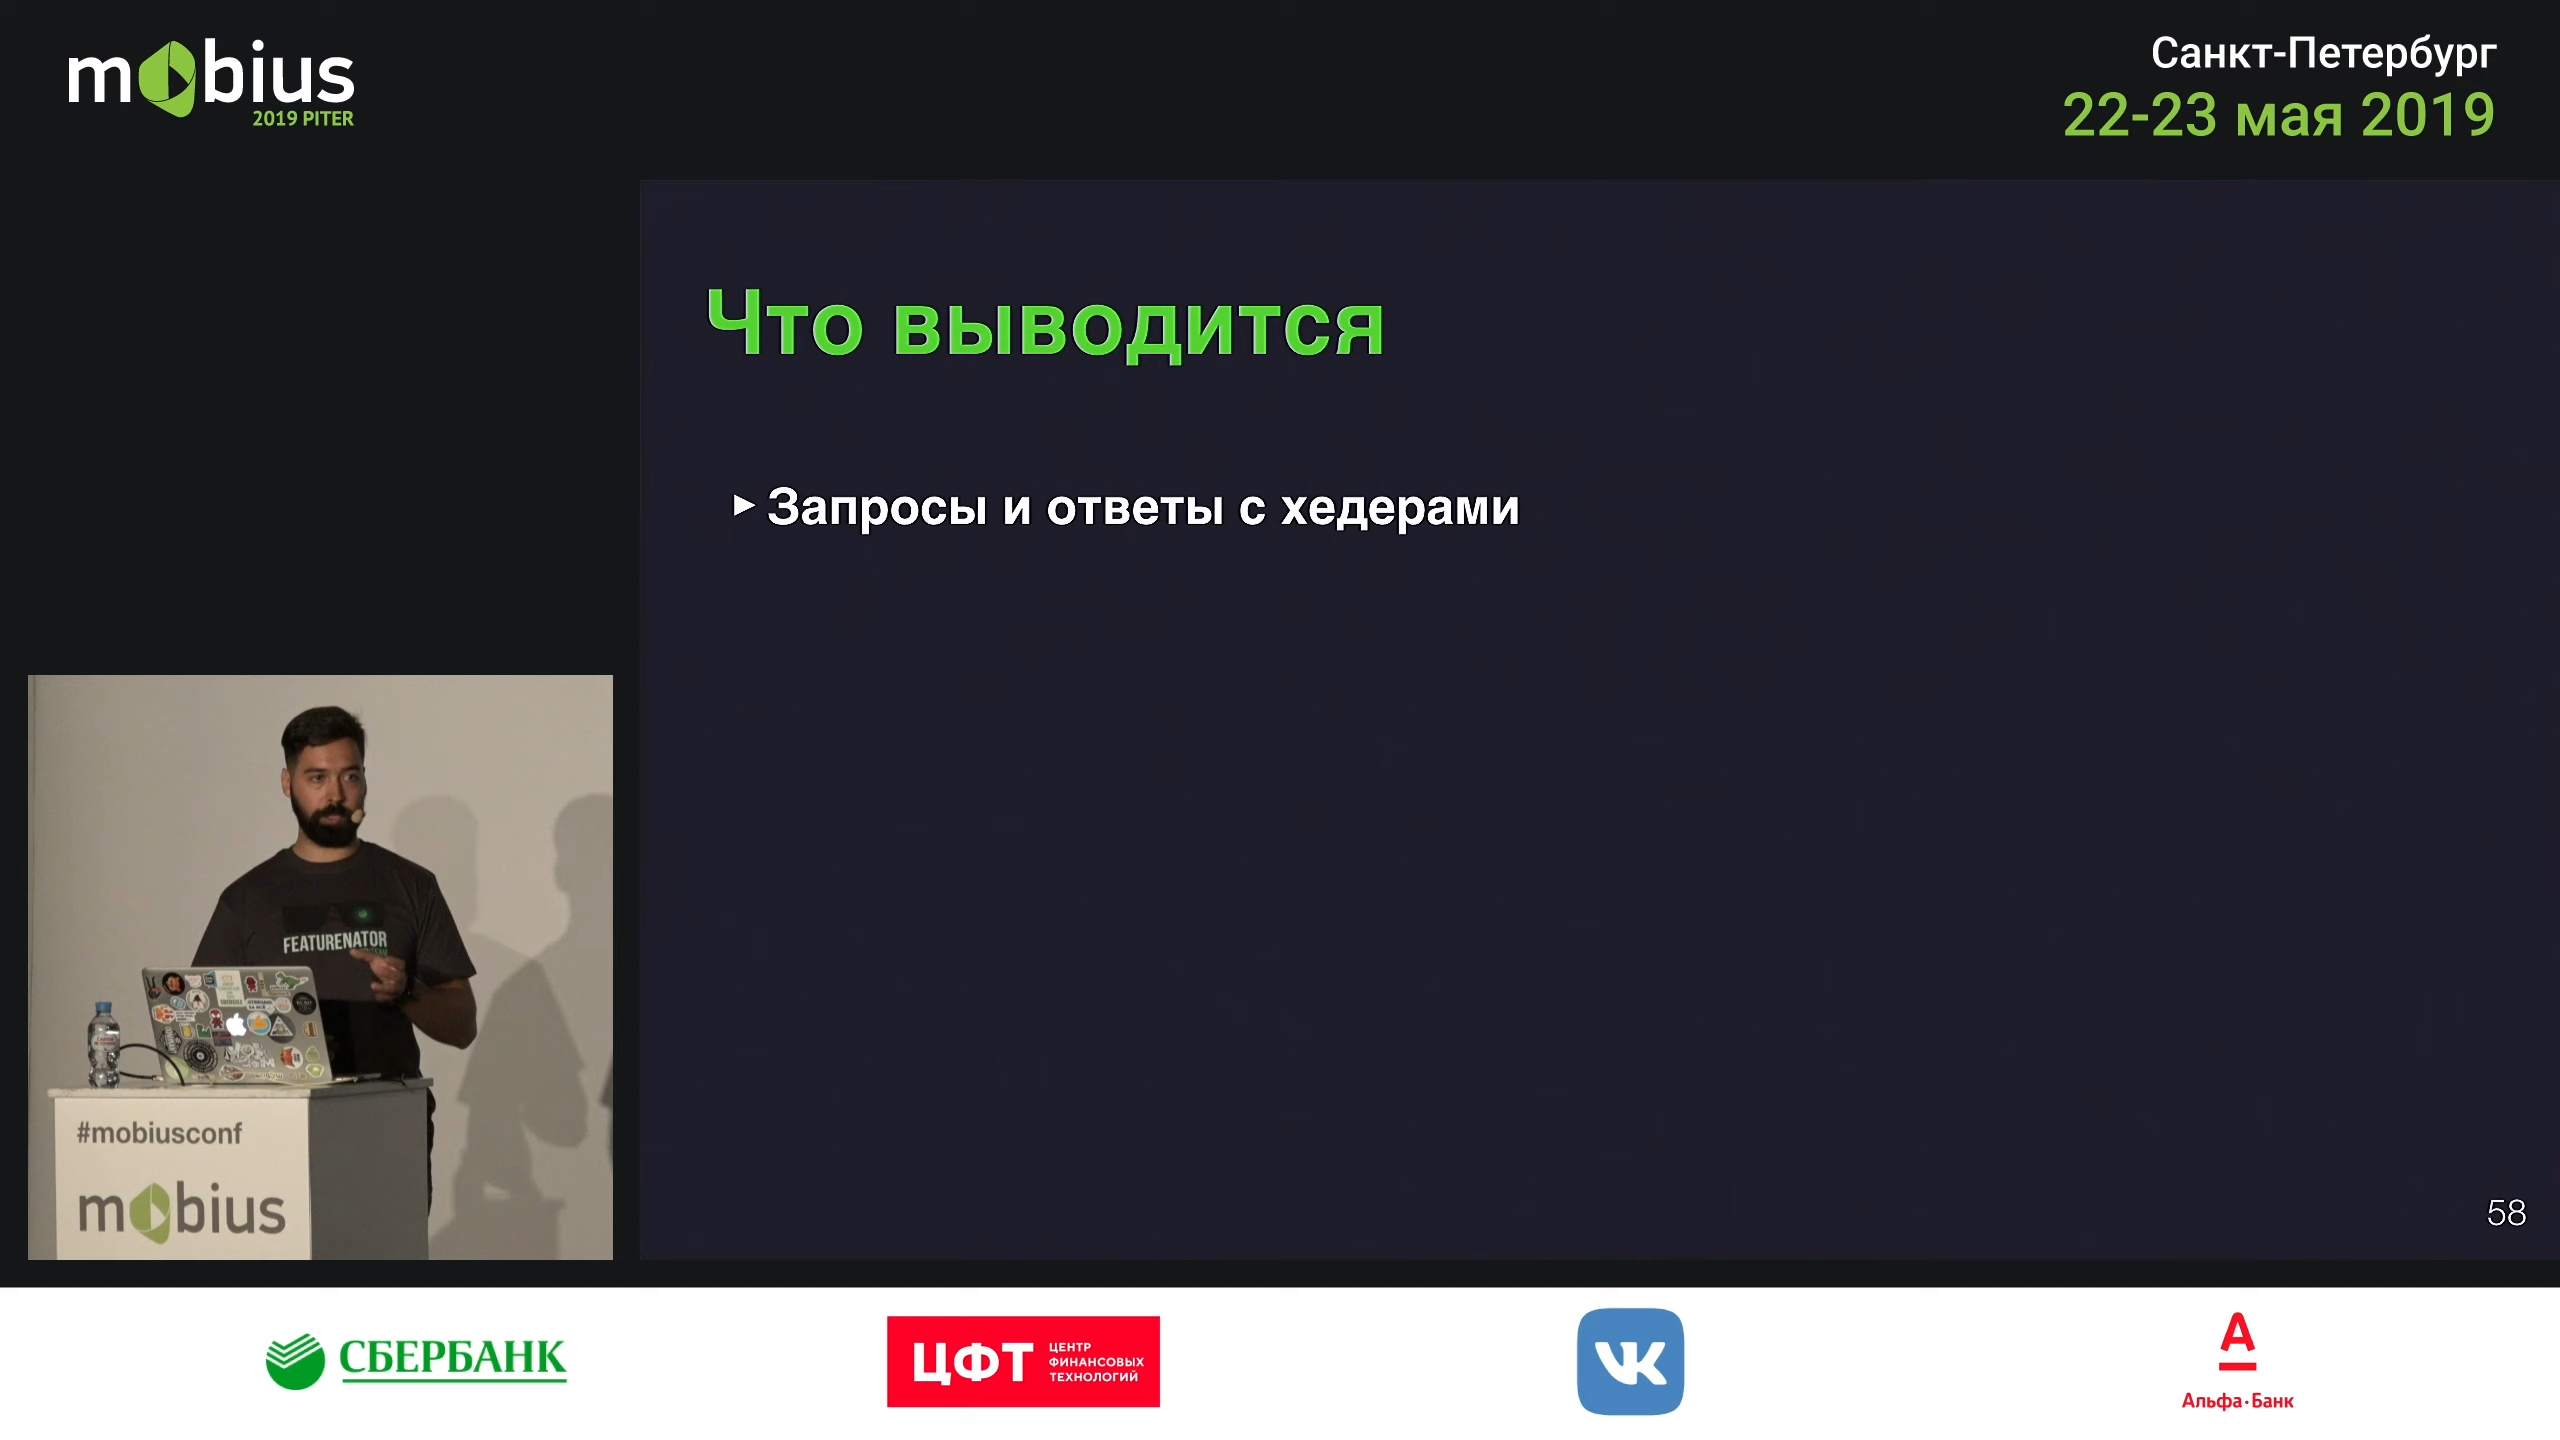 mobius
2019 PITER
Санкт-Петербург
22-23 мая 2019
Что выводится
▸ Запросы и ответы с хедерами
58
FEATURENATOR
#mobiusconf
mobius
СБЕРБАНК
ЦФТ
ЦЕНТР
ФИНАНСОВЫХ
ТЕХНОЛОГИЙ
VK
А
Альфа·Банк